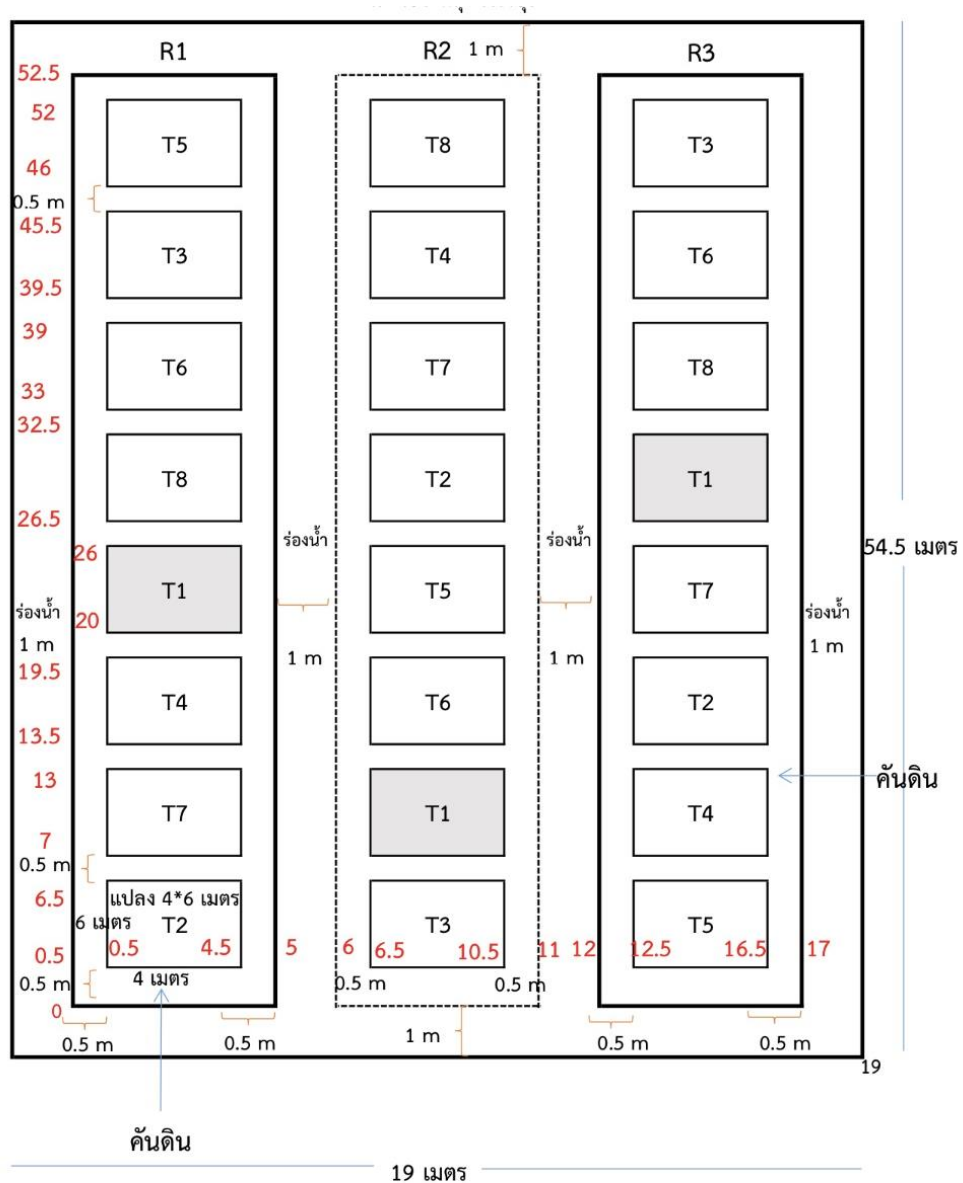 R1 R2 1 m R3
52.5
52
T5 T8 T3
46
0.5 m
45.5
T3 T4 T6
39.5
39
T6 T7 T8
33
32.5
T8 T2 T1
26.5
ร่องน้ำ ร่องน้ำ 54.5 เมตร
26
T1 T5 T7
ร่องน้ำ 20 ร่องน้ำ
1 m 1 m 1 m 1 m
19.5
T4 T6 T2
13.5
13 คันดิน
T7 T1 T4
7
0.5 m
6.5 แปลง 4*6 เมตร
6 เมตร T2 T3 T5
0.5 0.5 4.5 5 6 6.5 10.5 11 12 12.5 16.5 17
0.5 m 4 เมตร 0.5 m 0.5 m
0
0.5 m 0.5 m 1 m 0.5 m 0.5 m
19
คันดิน
19 เมตร